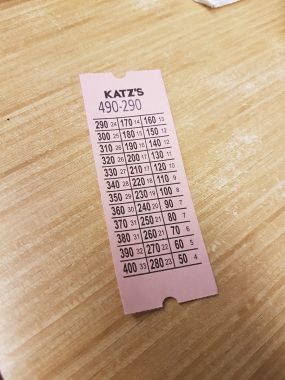 KATZ'S
490-290
290 24 170 14 160 13
300 25 180 15 150 12
310 26 190 16 140 12
320 26 200 17 130 11
330 27 210 17 120 10
340 28 220 18 110 9
350 29 230 19 100 8
360 30 240 20 90 7
370 31 250 21 80 7
380 31 260 21 70 6
390 32 270 22 60 5
400 33 280 23 50 4